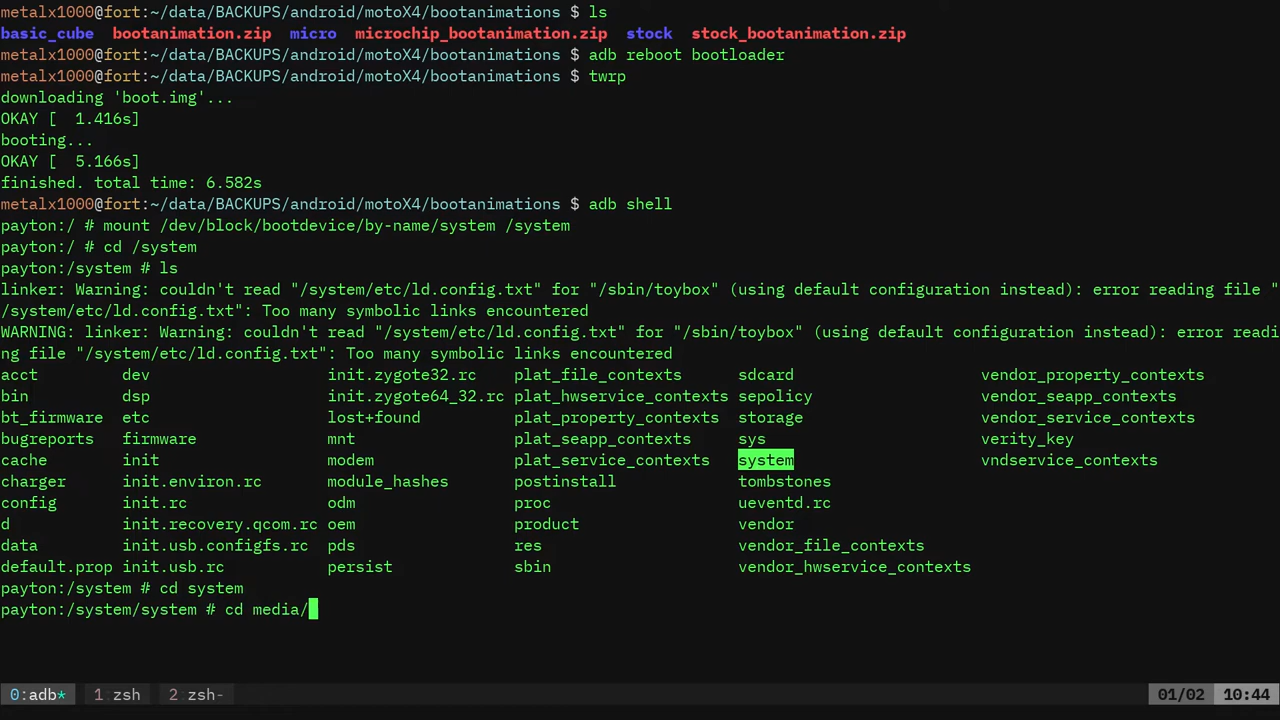 metalx1000@fort:~/data/BACKUPS/android/motoX4/bootanimations $ ls
basic_cube  bootanimation.zip  micro  microchip_bootanimation.zip  stock  stock_bootanimation.zip
metalx1000@fort:~/data/BACKUPS/android/motoX4/bootanimations $ adb reboot bootloader
metalx1000@fort:~/data/BACKUPS/android/motoX4/bootanimations $ twrp
downloading 'boot.img'...
OKAY [  1.416s]
booting...
OKAY [  5.166s]
finished. total time: 6.582s
metalx1000@fort:~/data/BACKUPS/android/motoX4/bootanimations $ adb shell
payton:/ # mount /dev/block/bootdevice/by-name/system /system
payton:/ # cd /system
payton:/system # ls
linker: Warning: couldn't read "/system/etc/ld.config.txt" for "/sbin/toybox" (using default configuration instead): error reading file "
/system/etc/ld.config.txt": Too many symbolic links encountered
WARNING: linker: Warning: couldn't read "/system/etc/ld.config.txt" for "/sbin/toybox" (using default configuration instead): error readi
ng file "/system/etc/ld.config.txt": Too many symbolic links encountered
acct         dev                   init.zygote32.rc    plat_file_contexts      sdcard                    vendor_property_contexts
bin          dsp                   init.zygote64_32.rc plat_hwservice_contexts sepolicy                  vendor_seapp_contexts
bt_firmware  etc                   lost+found          plat_property_contexts  storage                   vendor_service_contexts
bugreports   firmware              mnt                 plat_seapp_contexts     sys                       verity_key
cache        init                  modem               plat_service_contexts   system                    vndservice_contexts
charger      init.environ.rc       module_hashes       postinstall             tombstones
config       init.rc               odm                 proc                    ueventd.rc
d            init.recovery.qcom.rc oem                 product                 vendor
data         init.usb.configfs.rc  pds                 res                     vendor_file_contexts
default.prop init.usb.rc           persist             sbin                    vendor_hwservice_contexts
payton:/system # cd system
payton:/system/system # cd media/
0:adb*  1:zsh  2:zsh-  01/02  10:44